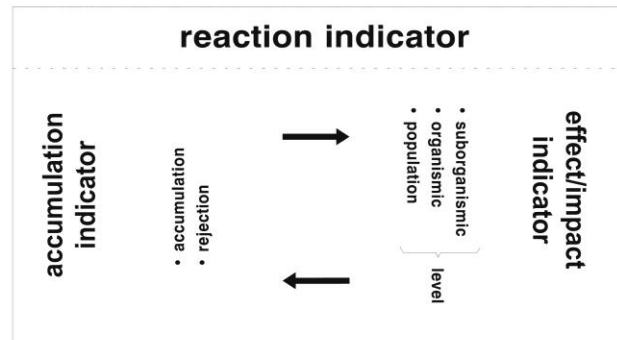 reaction indicator
accumulation
indicator
• accumulation
• rejection
• suborganismic
• organismic
• population
level
effect/impact
indicator